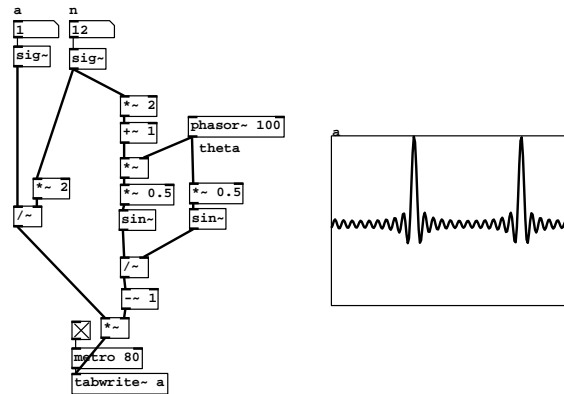 a n
1 12
sig~ sig~
*~ 2
+~ 1 phasor~ 100
theta
a
*~
*~ 2 *~ 0.5 *~ 0.5
/~ sin~ sin~
/~
-~ 1
*~
metro 80
tabwrite~ a